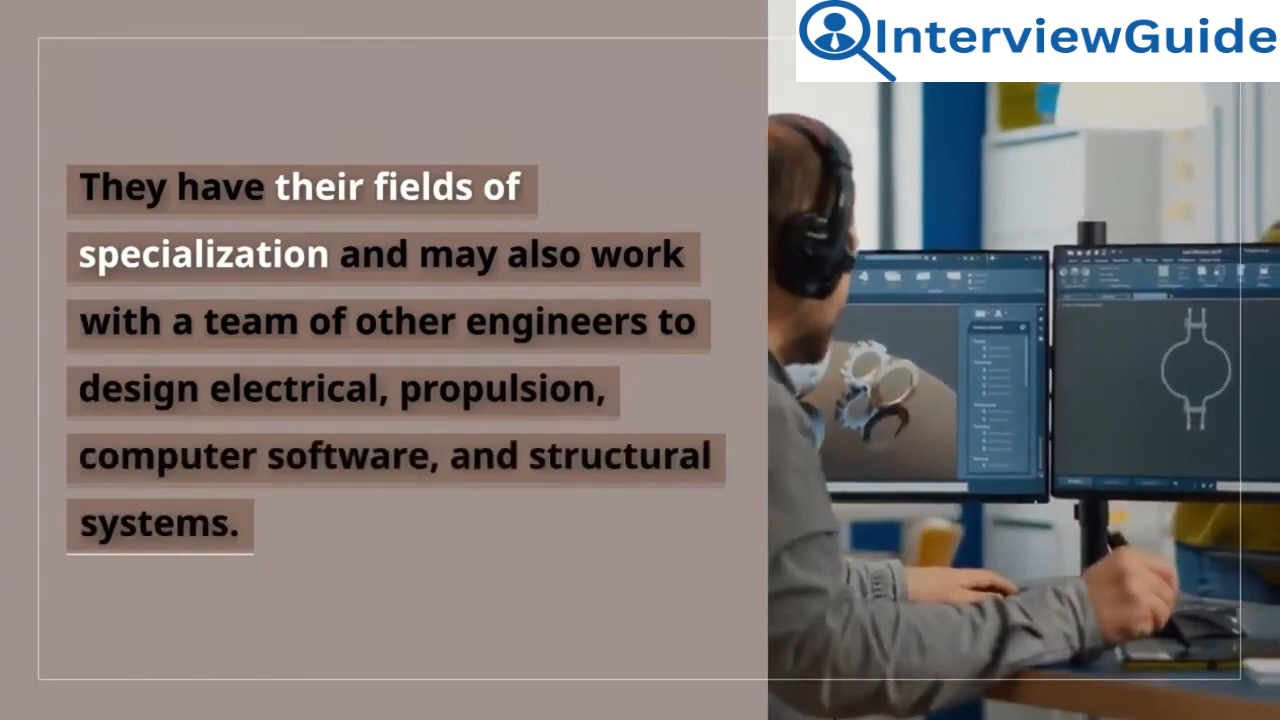 InterviewGuide
They have their fields of
specialization and may also work
with a team of other engineers to
design electrical, propulsion,
computer software, and structural
systems.